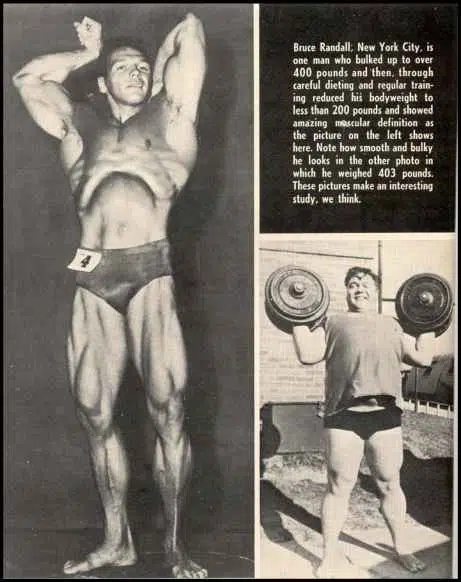 Bruce Randall, New York City, is
one man who bulked up to over
400 pounds and then, through
careful dieting and regular train-
ing reduced his bodyweight to
less than 200 pounds and showed
amazing muscular definition as
the picture on the left shows
here. Note how smooth and bulky
he looks in the other photo in
which he weighed 403 pounds.
These pictures make an interesting
study, we think.
4